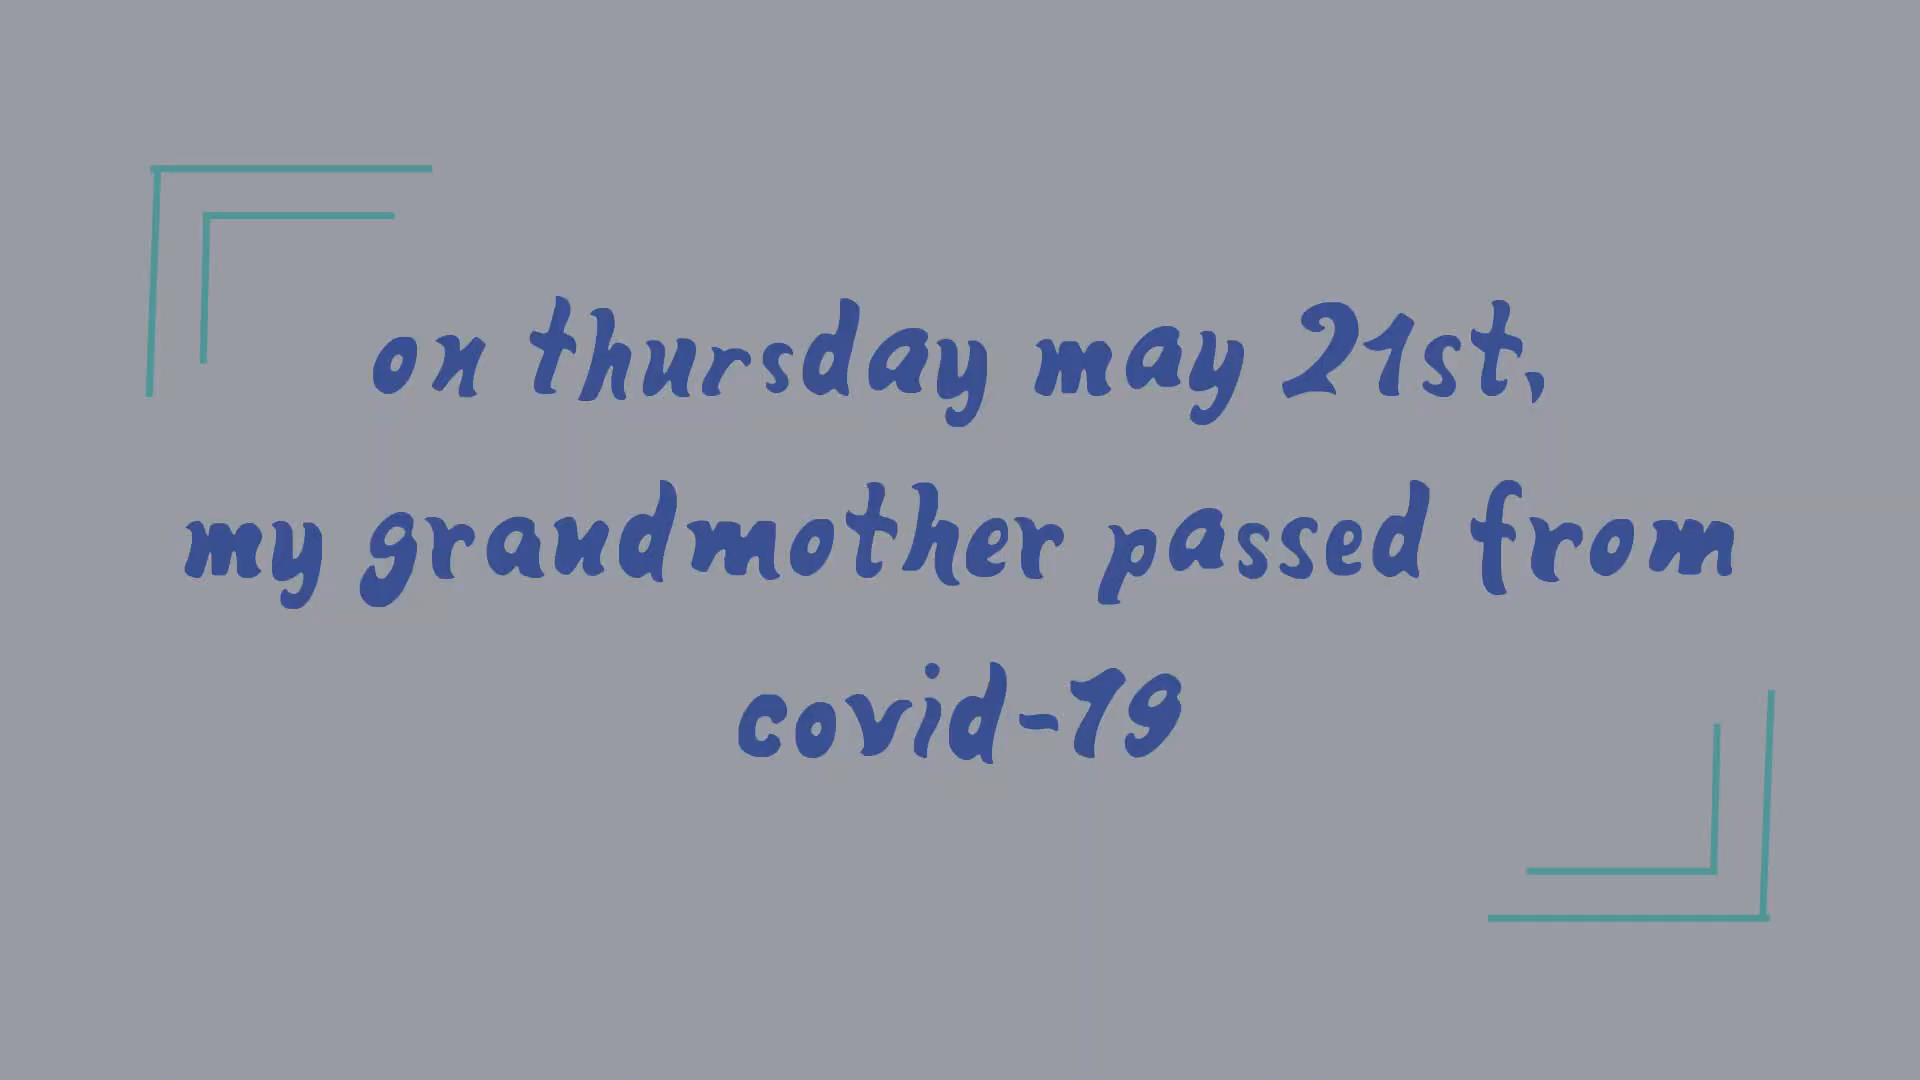 on thursday may 21st,
my grandmother passed from
covid-19